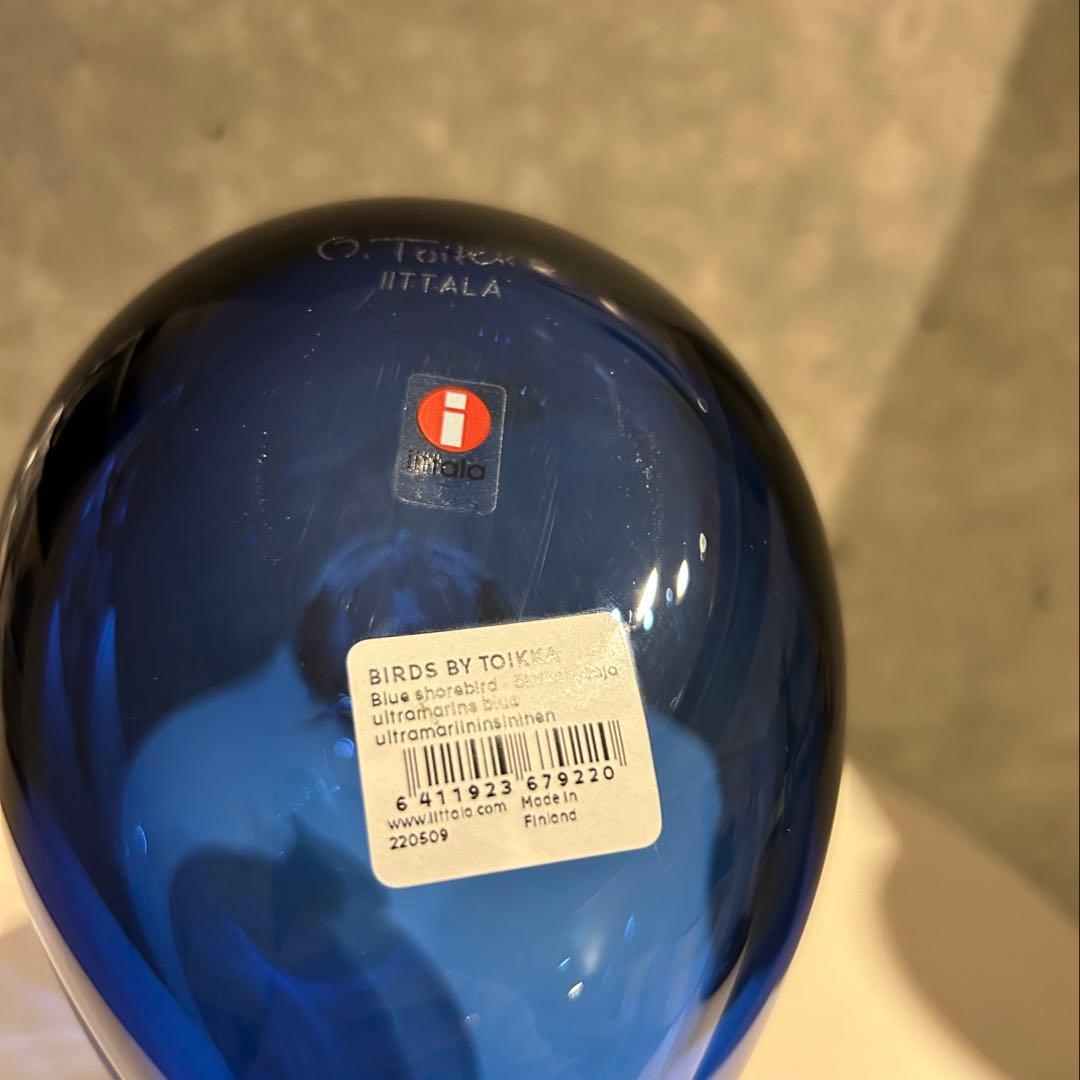 O. Toikka
IITTALA
i
iittala
BIRDS BY TOIKKA
Blue shorebird -
ultramarine blue
ultramariininsininen
6 411923 679220
www.iittala.com Made in
220509 Finland